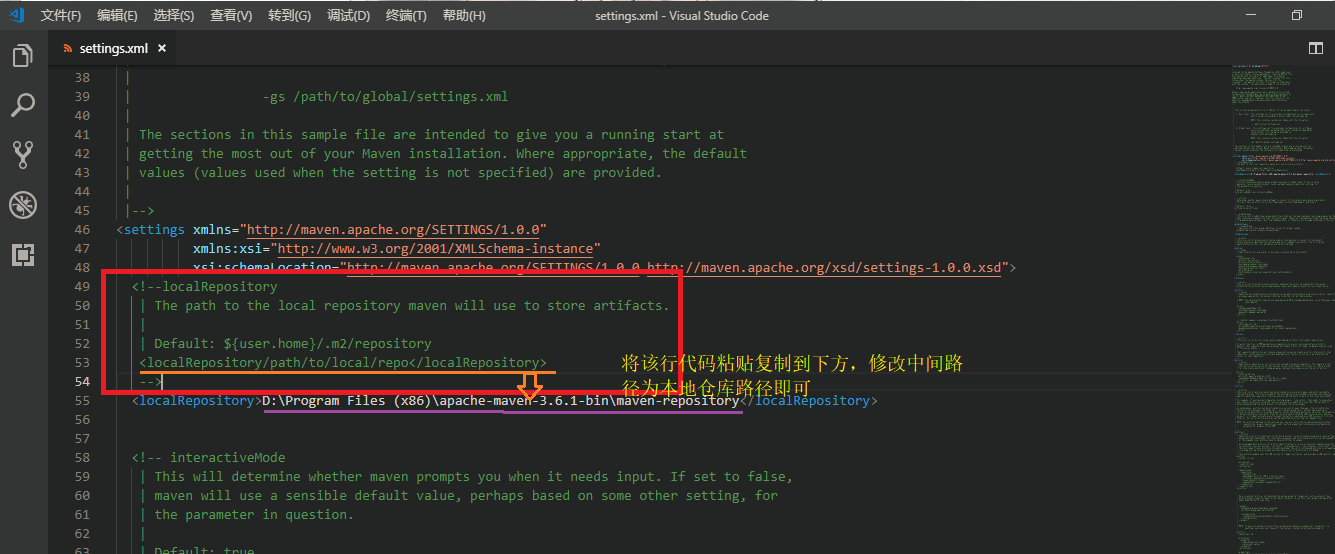 文件(F) 编辑(E) 选择(S) 查看(V) 转到(G) 调试(D) 终端(T) 帮助(H) settings.xml - Visual Studio Code
settings.xml ×
38 |
39 | -gs /path/to/global/settings.xml
40 |
41 | The sections in this sample file are intended to give you a running start at
42 | getting the most out of your Maven installation. Where appropriate, the default
43 | values (values used when the setting is not specified) are provided.
44 |
45 |-->
46 <settings xmlns="http://maven.apache.org/SETTINGS/1.0.0"
47 xmlns:xsi="http://www.w3.org/2001/XMLSchema-instance"
48 xsi:schemaLocation="http://maven.apache.org/SETTINGS/1.0.0 http://maven.apache.org/xsd/settings-1.0.0.xsd">
49 <!--localRepository
50 | The path to the local repository maven will use to store artifacts.
51 |
52 | Default: ${user.home}/.m2/repository
53 <localRepository/path/to/local/repo</localRepository>
将该行代码粘贴复制到下方，修改中间路
径为本地仓库路径即可
54 -->
55 <localRepository>D:\Program Files (x86)\apache-maven-3.6.1-bin\maven-repository</localRepository>
56
57
58 <!-- interactiveMode
59 | This will determine whether maven prompts you when it needs input. If set to false,
60 | maven will use a sensible default value, perhaps based on some other setting, for
61 | the parameter in question.
62 |
63 | Default: true